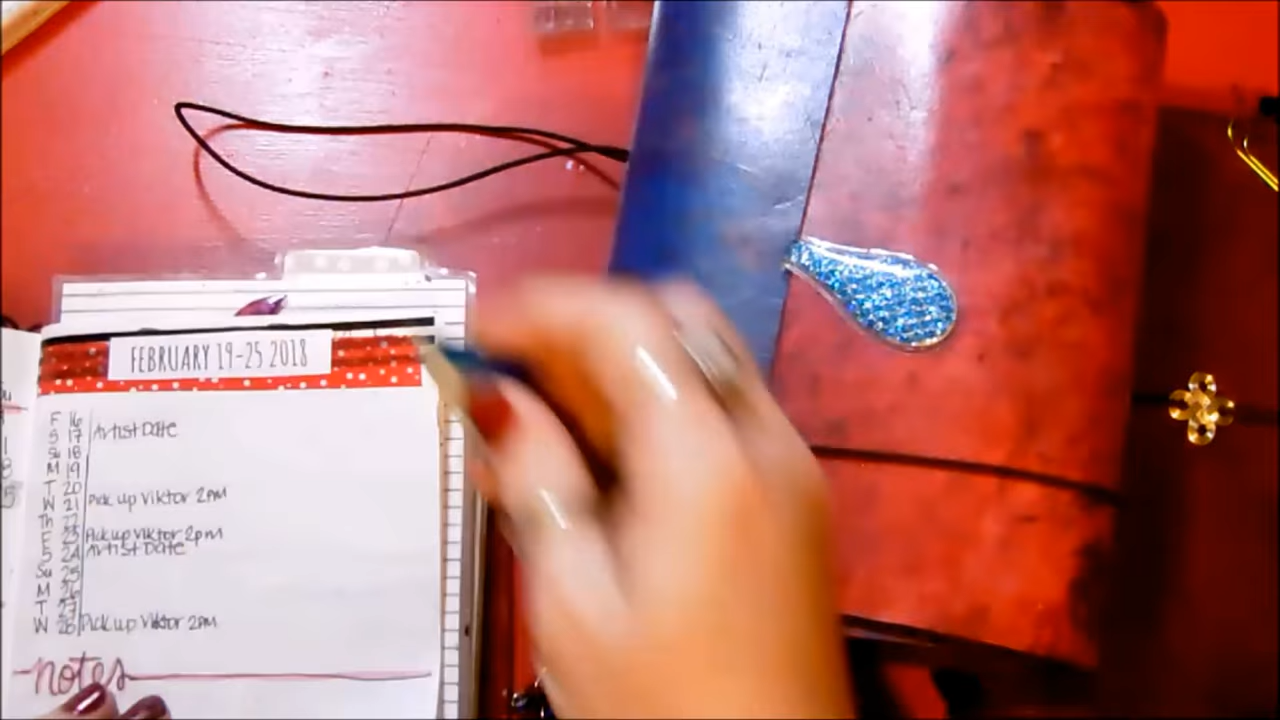 FEBRUARY 19-25 2018
F 16
S 17 Artist Date
Su 18
M 19
T 20
W 21 Pick up Viktor 2pm
Th 22
F 23 Pick up Viktor 2pm
S 24 Artist Date
Su 25
M 26
T 27
W 28 Pick up Viktor 2pm
notes